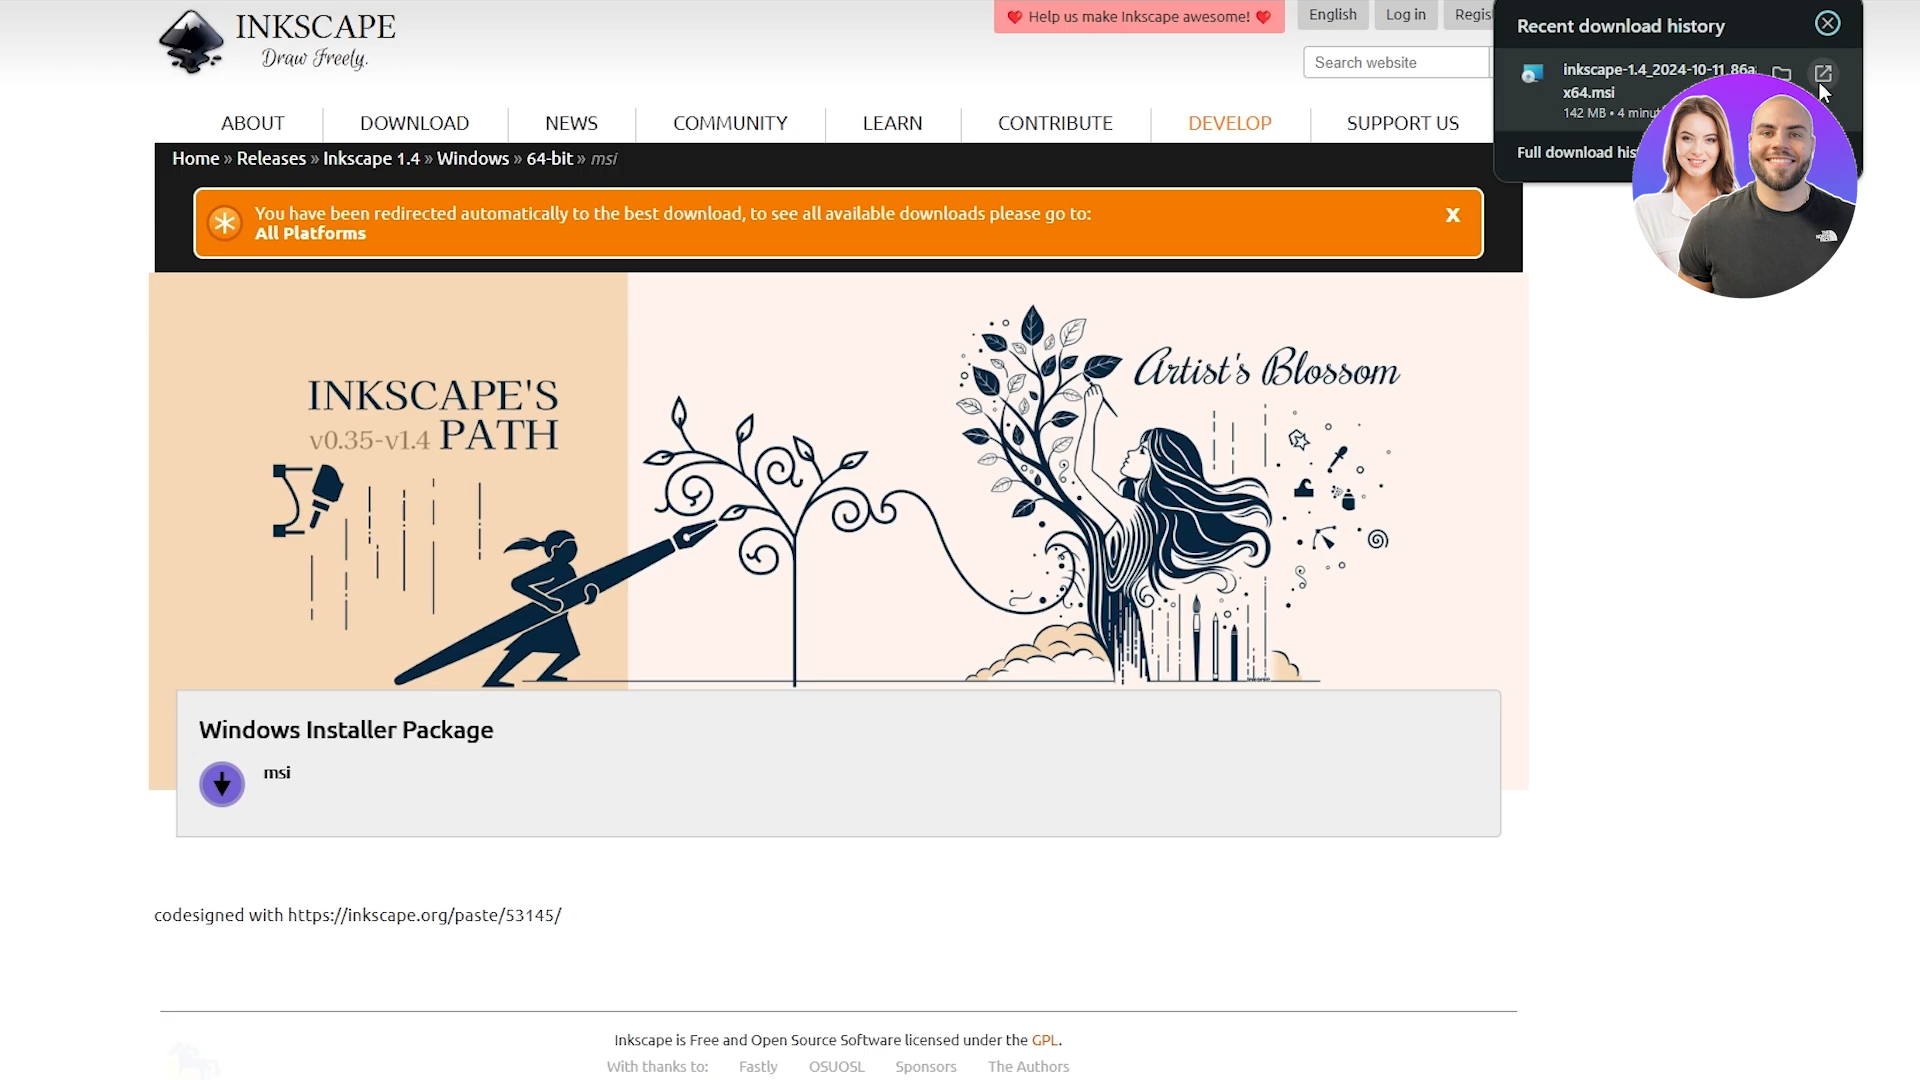 INKSCAPE
Draw Freely.
Help us make Inkscape awesome!
English
Log in
Search website
ABOUT
DOWNLOAD
NEWS
COMMUNITY
LEARN
CONTRIBUTE
DEVELOP
SUPPORT US
Home » Releases » Inkscape 1.4 » Windows » 64-bit » msi
You have been redirected automatically to the best download, to see all available downloads please go to:
All Platforms
X
Recent download history
inkscape-1.4_2024-10-11_86a
x64.msi
142 MB • 4
Full download
THE NORTH FACE
INKSCAPE'S
v0.35-v1.4 PATH
Artist's Blossom
Windows Installer Package
msi
codesigned with https://inkscape.org/paste/53145/
Inkscape is Free and Open Source Software licensed under the GPL.
With thanks to:
Fastly
OSUOSL
Sponsors
The Authors